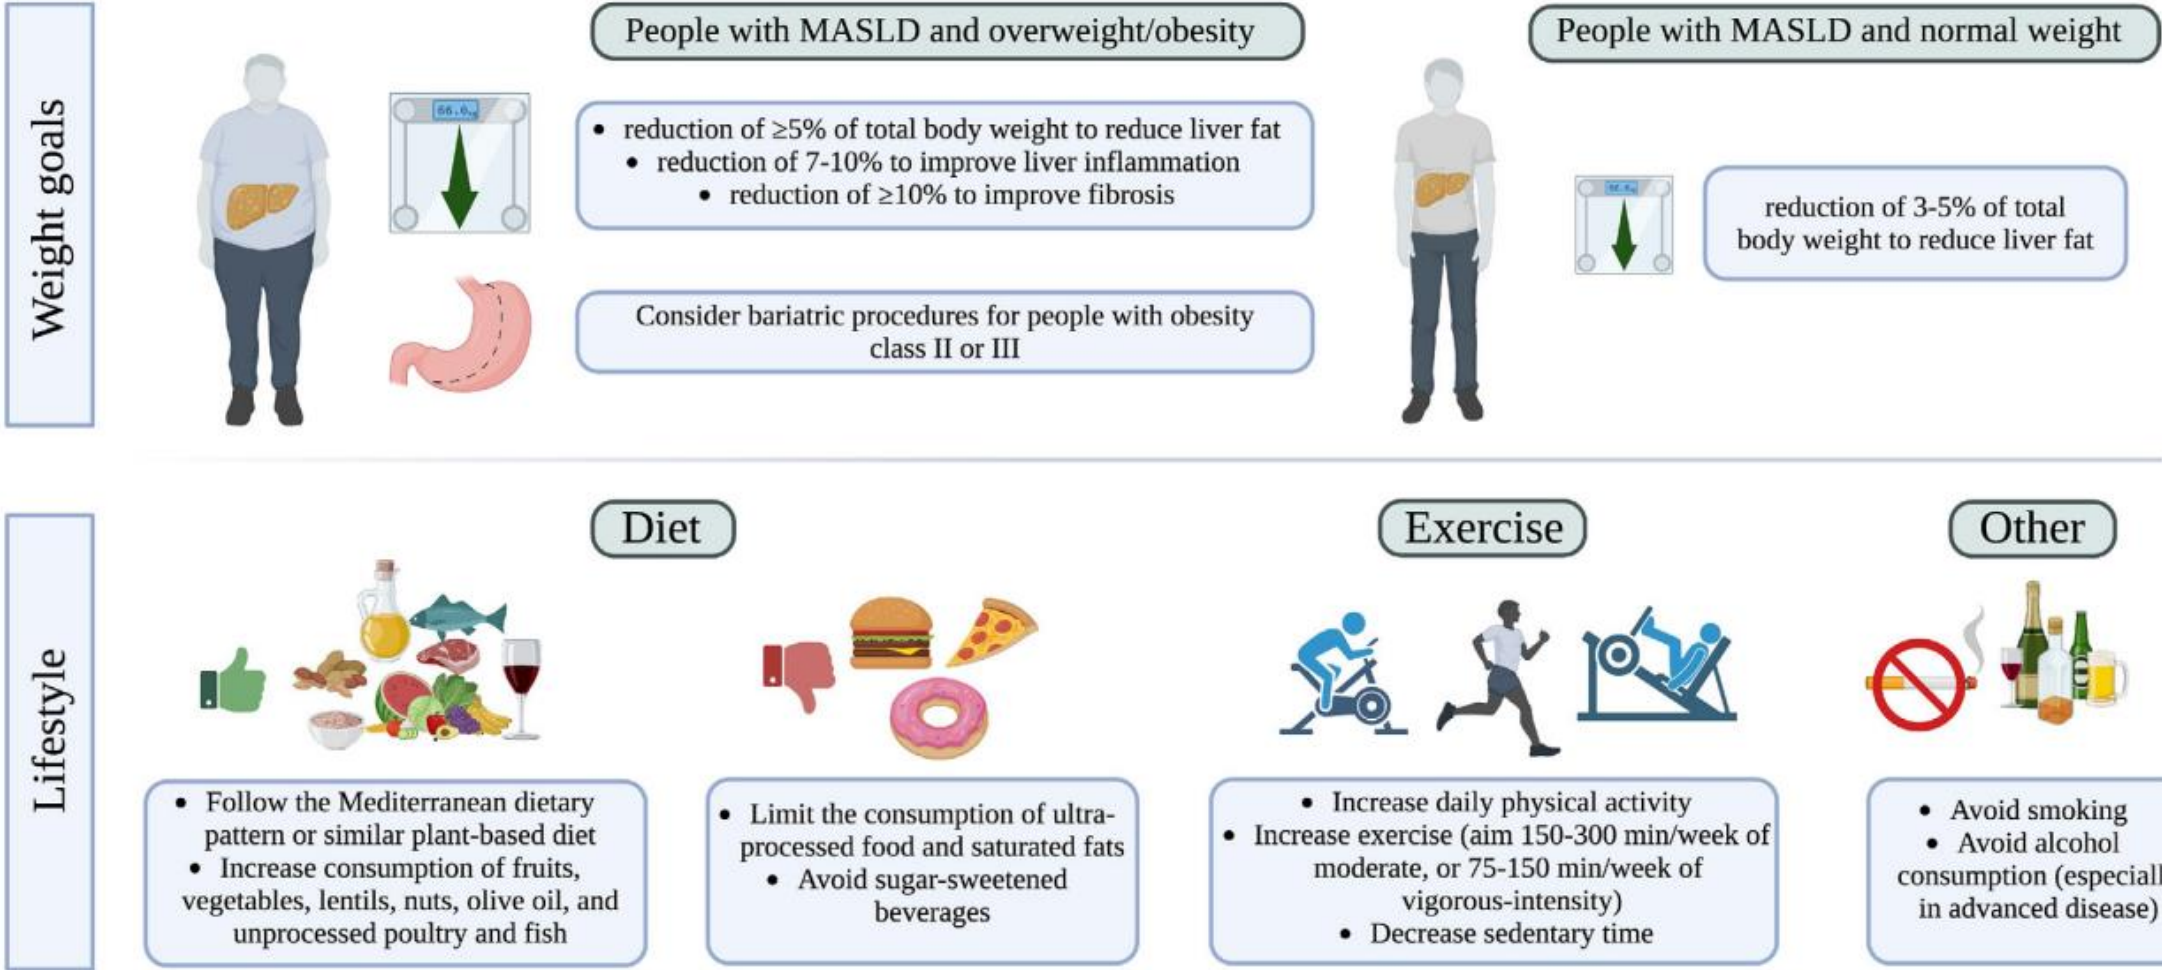 People with MASLD and overweight/obesity
People with MASLD and normal weight
Weight goals
66.0kg
• reduction of ≥5% of total body weight to reduce liver fat
• reduction of 7-10% to improve liver inflammation
• reduction of ≥10% to improve fibrosis
Consider bariatric procedures for people with obesity
class II or III
66.0kg
reduction of 3-5% of total
body weight to reduce liver fat
Lifestyle
Diet
• Follow the Mediterranean dietary
pattern or similar plant-based diet
• Increase consumption of fruits,
vegetables, lentils, nuts, olive oil, and
unprocessed poultry and fish
• Limit the consumption of ultra-
processed food and saturated fats
• Avoid sugar-sweetened
beverages
Exercise
• Increase daily physical activity
• Increase exercise (aim 150-300 min/week of
moderate, or 75-150 min/week of
vigorous-intensity)
• Decrease sedentary time
Other
• Avoid smoking
• Avoid alcohol
consumption (especiall
in advanced disease)